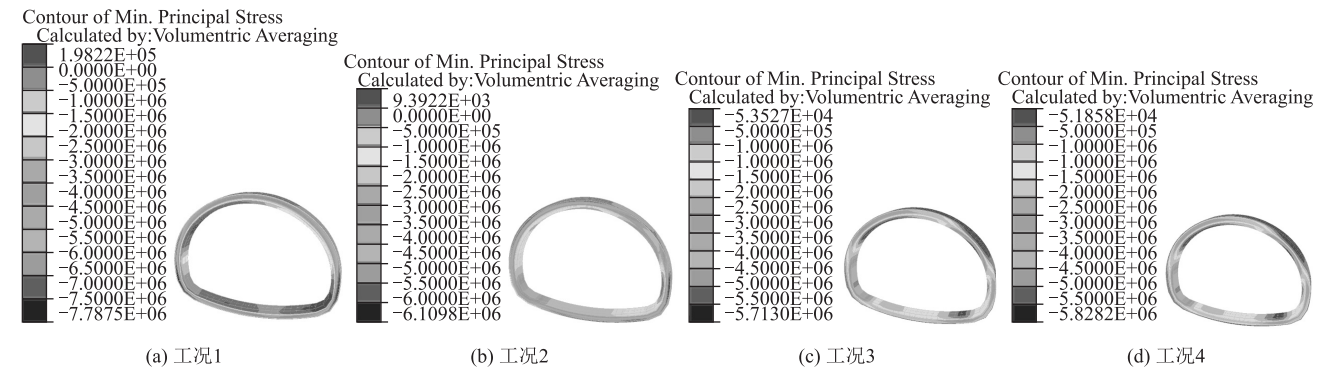 Contour of Min. Principal Stress
Calculated by:Volumentric Averaging
1.9822E+05
0.0000E+00
−5.0000E+05
−1.0000E+06
−1.5000E+06
−2.0000E+06
−2.5000E+06
−3.0000E+06
−3.5000E+06
−4.0000E+06
−4.5000E+06
−5.0000E+06
−5.5000E+06
−6.0000E+06
−6.5000E+06
−7.0000E+06
−7.5000E+06
−7.7875E+06
(a) 工况1
Contour of Min. Principal Stress
Calculated by:Volumentric Averaging
9.3922E+03
0.0000E+00
−5.0000E+05
−1.0000E+06
−1.5000E+06
−2.0000E+06
−2.5000E+06
−3.0000E+06
−3.5000E+06
−4.0000E+06
−4.5000E+06
−5.0000E+06
−5.5000E+06
−6.0000E+06
−6.1098E+06
(b) 工况2
Contour of Min. Principal Stress
Calculated by:Volumentric Averaging
−5.3527E+04
−5.0000E+05
−1.0000E+06
−1.5000E+06
−2.0000E+06
−2.5000E+06
−3.0000E+06
−3.5000E+06
−4.0000E+06
−4.5000E+06
−5.0000E+06
−5.5000E+06
−5.7130E+06
(c) 工况3
Contour of Min. Principal Stress
Calculated by:Volumentric Averaging
−5.1858E+04
−5.0000E+05
−1.0000E+06
−1.5000E+06
−2.0000E+06
−2.5000E+06
−3.0000E+06
−3.5000E+06
−4.0000E+06
−4.5000E+06
−5.0000E+06
−5.5000E+06
−5.8282E+06
(d) 工况4